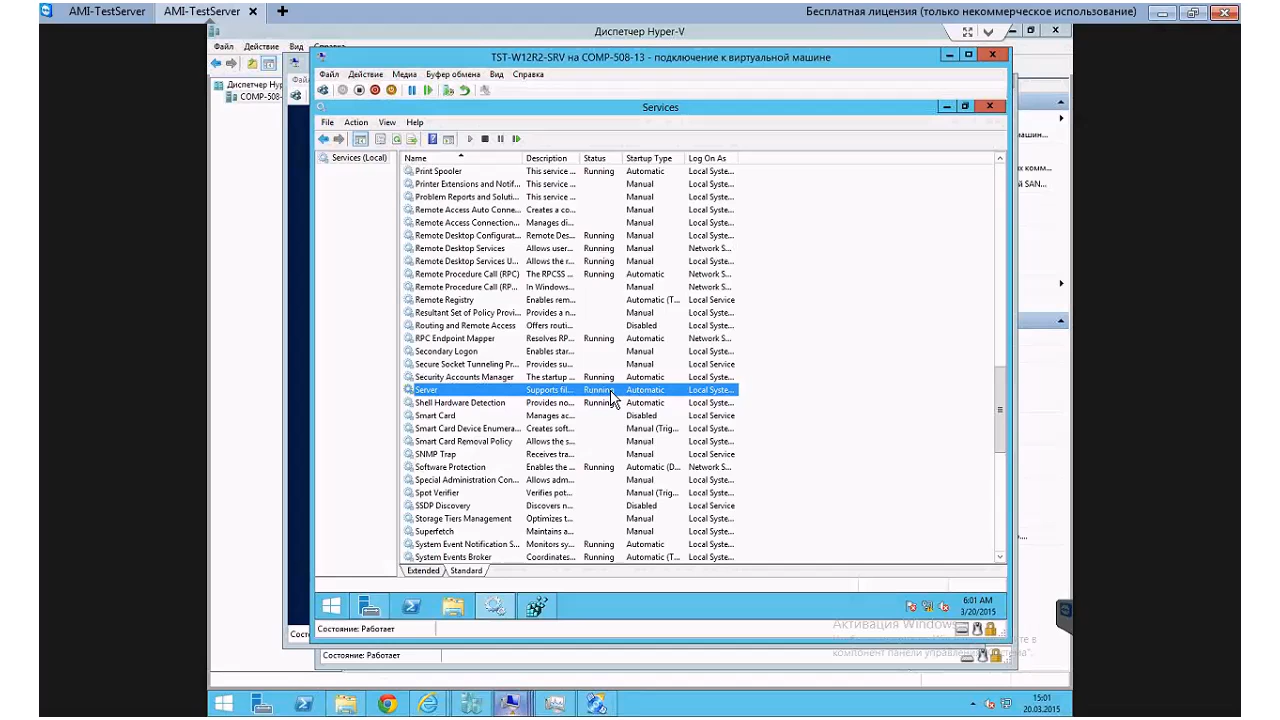 AMI-TestServer AMI-TestServer Бесплатная лицензия (только некоммерческое использование)
Диспетчер Hyper-V
Файл Действие Вид Справка
TST-W12R2-SRV на COMP-508-13 - подключение к виртуальной машине
Файл Действие Медиа Буфер обмена Вид Справка
Диспетчер Hyp
COMP-508-
Services
File Action View Help
Services (Local)
Name Description Status Startup Type Log On As
Print Spooler This service ... Running Automatic Local Syste...
Printer Extensions and Notif... This service ... Manual Local Syste...
Problem Reports and Soluti... This service ... Manual Local Syste...
Remote Access Auto Conne... Creates a co... Manual Local Syste...
Remote Access Connection... Manages di... Manual Local Syste...
Remote Desktop Configurat... Remote Des... Running Manual Local Syste...
Remote Desktop Services Allows user... Running Manual Network S...
Remote Desktop Services U... Allows the r... Running Manual Local Syste...
Remote Procedure Call (RPC) The RPCSS ... Running Automatic Network S...
Remote Procedure Call (RP... In Windows... Manual Network S...
Remote Registry Enables rem... Automatic (T... Local Service
Resultant Set of Policy Provi... Provides a n... Manual Local Syste...
Routing and Remote Access Offers routi... Disabled Local Syste...
RPC Endpoint Mapper Resolves RP... Running Automatic Network S...
Secondary Logon Enables star... Manual Local Syste...
Secure Socket Tunneling Pr... Provides su... Manual Local Service
Security Accounts Manager The startup ... Running Automatic Local Syste...
Server Supports fil... Running Automatic Local Syste...
Shell Hardware Detection Provides no... Running Automatic Local Syste...
Smart Card Manages ac... Disabled Local Service
Smart Card Device Enumera... Creates soft... Manual (Trig... Local Syste...
Smart Card Removal Policy Allows the s... Manual Local Syste...
SNMP Trap Receives tra... Manual Local Service
Software Protection Enables the ... Running Automatic (D... Network S...
Special Administration Con... Allows adm... Manual Local Syste...
Spot Verifier Verifies pot... Manual (Trig... Local Syste...
SSDP Discovery Discovers n... Disabled Local Service
Storage Tiers Management Optimizes t... Manual Local Syste...
Superfetch Maintains a... Manual Local Syste...
System Event Notification S... Monitors sy... Running Automatic Local Syste...
System Events Broker Coordinates... Running Automatic (T... Local Syste...
Extended Standard
6:01 AM
3/20/2015
Состояние: Работает
Активация Windows
Состояние: Работает
15:01
20.03.2015